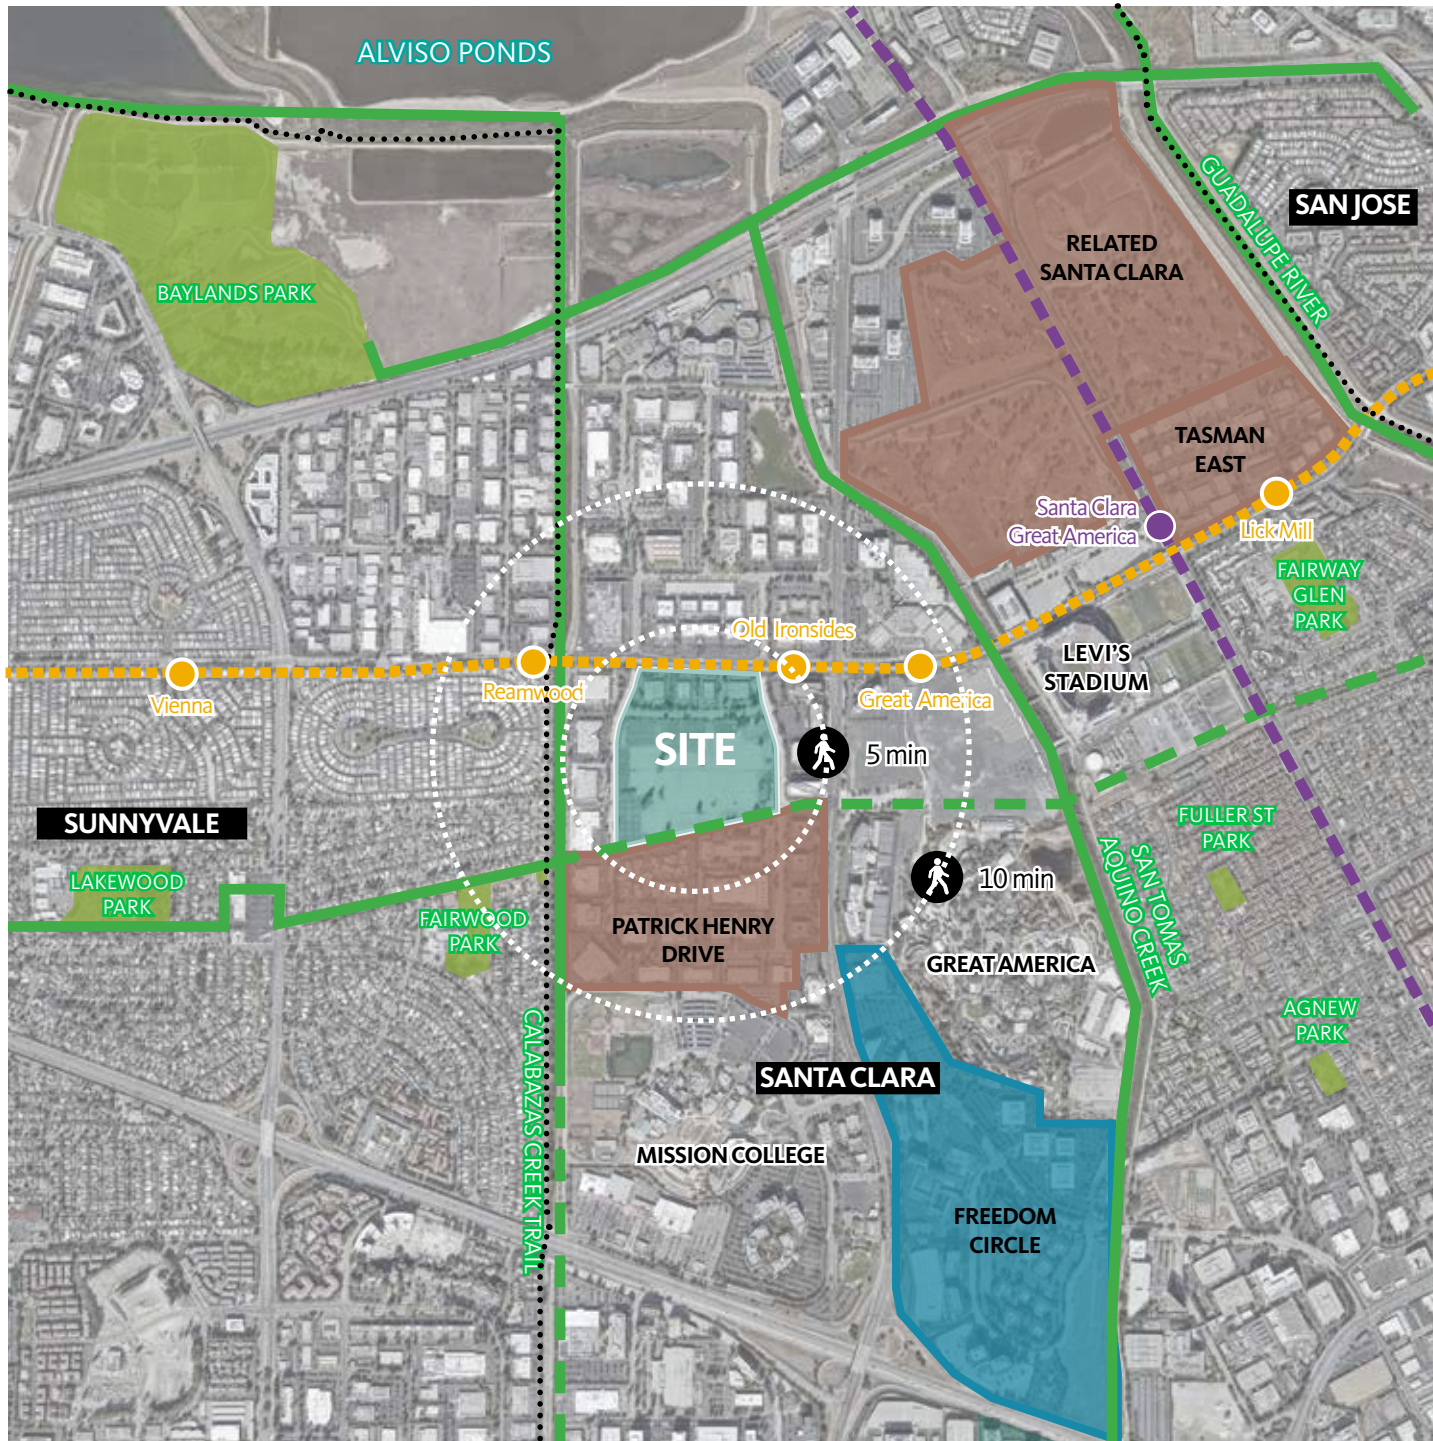 ALVISO PONDS
GUADALUPE RIVER
SAN JOSE
RELATED
SANTA CLARA
BAYLANDS PARK
TASMAN
EAST
Santa Clara
Great America
Lick Mill
FAIRWAY
GLEN
PARK
Old Ironsides
LEVI'S
STADIUM
Vienna
Reamwood
Great America
SITE
5 min
SUNNYVALE
FULLER ST
PARK
LAKEWOOD
PARK
10 min
SAN TOMAS
AQUINO CREEK
FAIRWOOD
PARK
PATRICK HENRY
DRIVE
GREAT AMERICA
AGNEW
PARK
CALABAZAS CREEK TRAIL
SANTA CLARA
MISSION COLLEGE
FREEDOM
CIRCLE